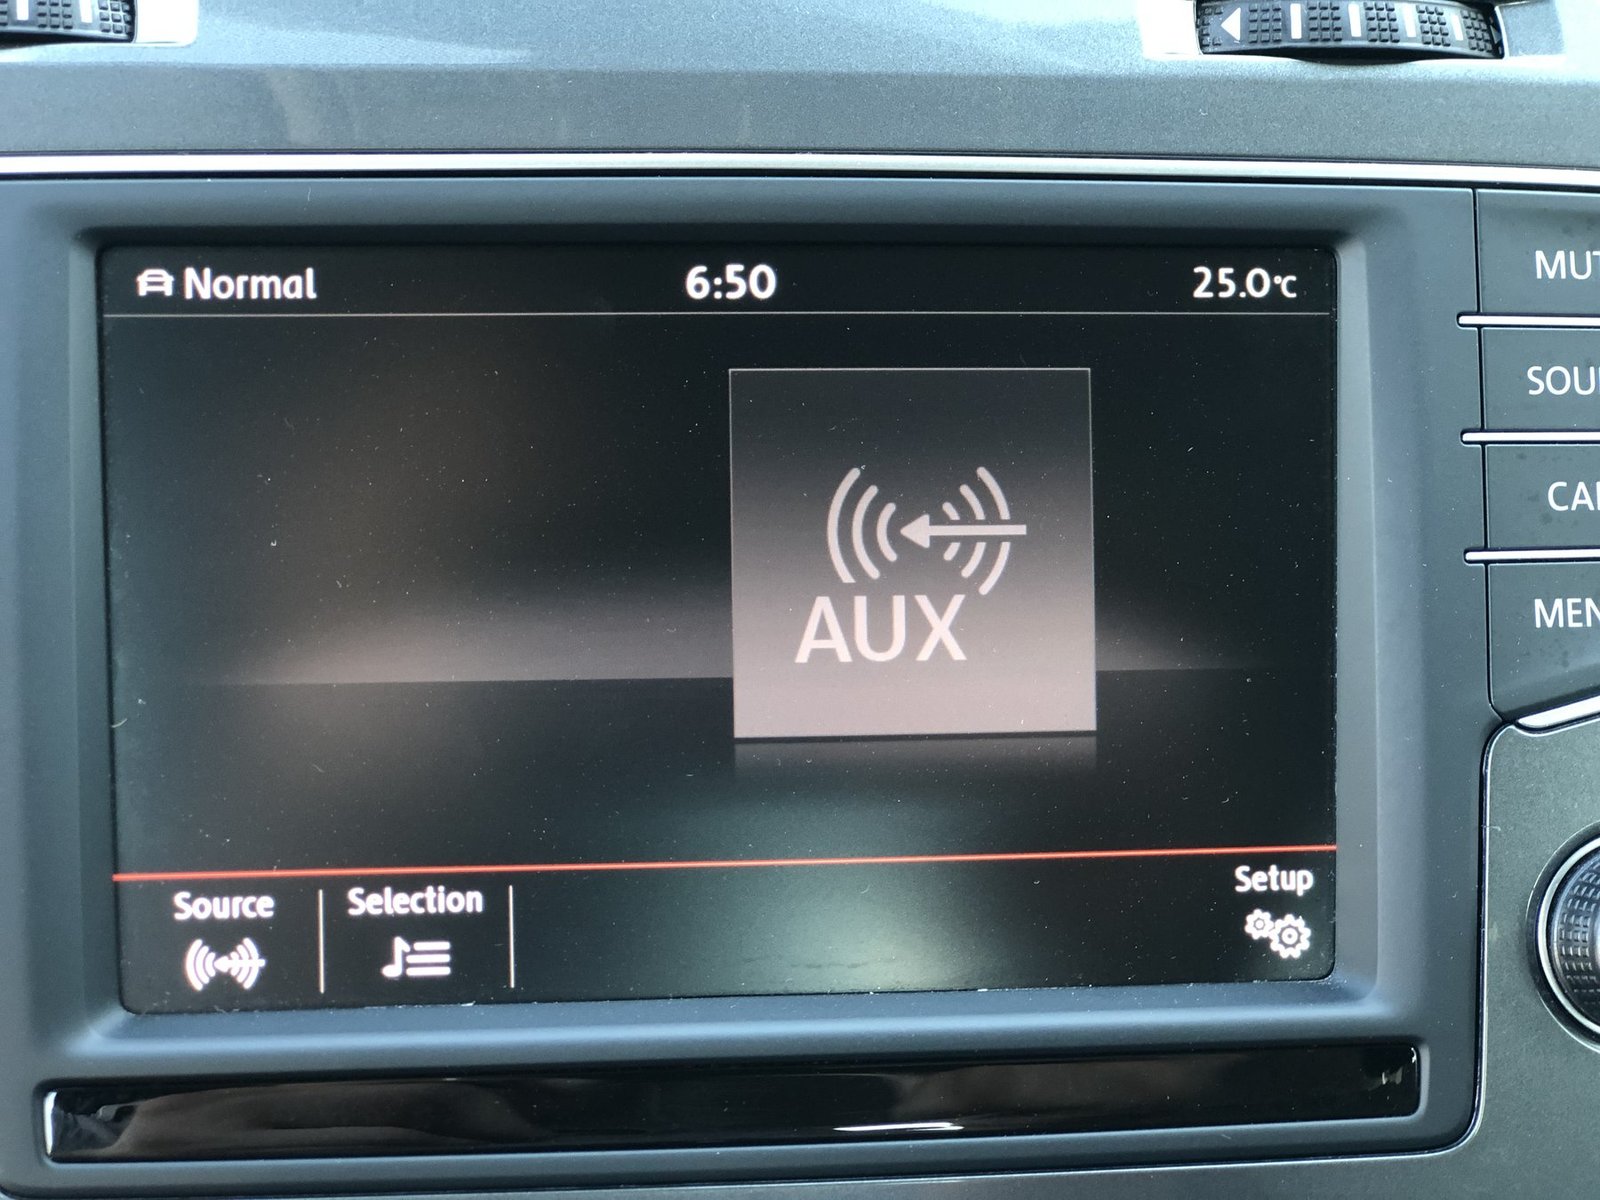 Normal 6:50 25.0°C
AUX
Source Selection Setup